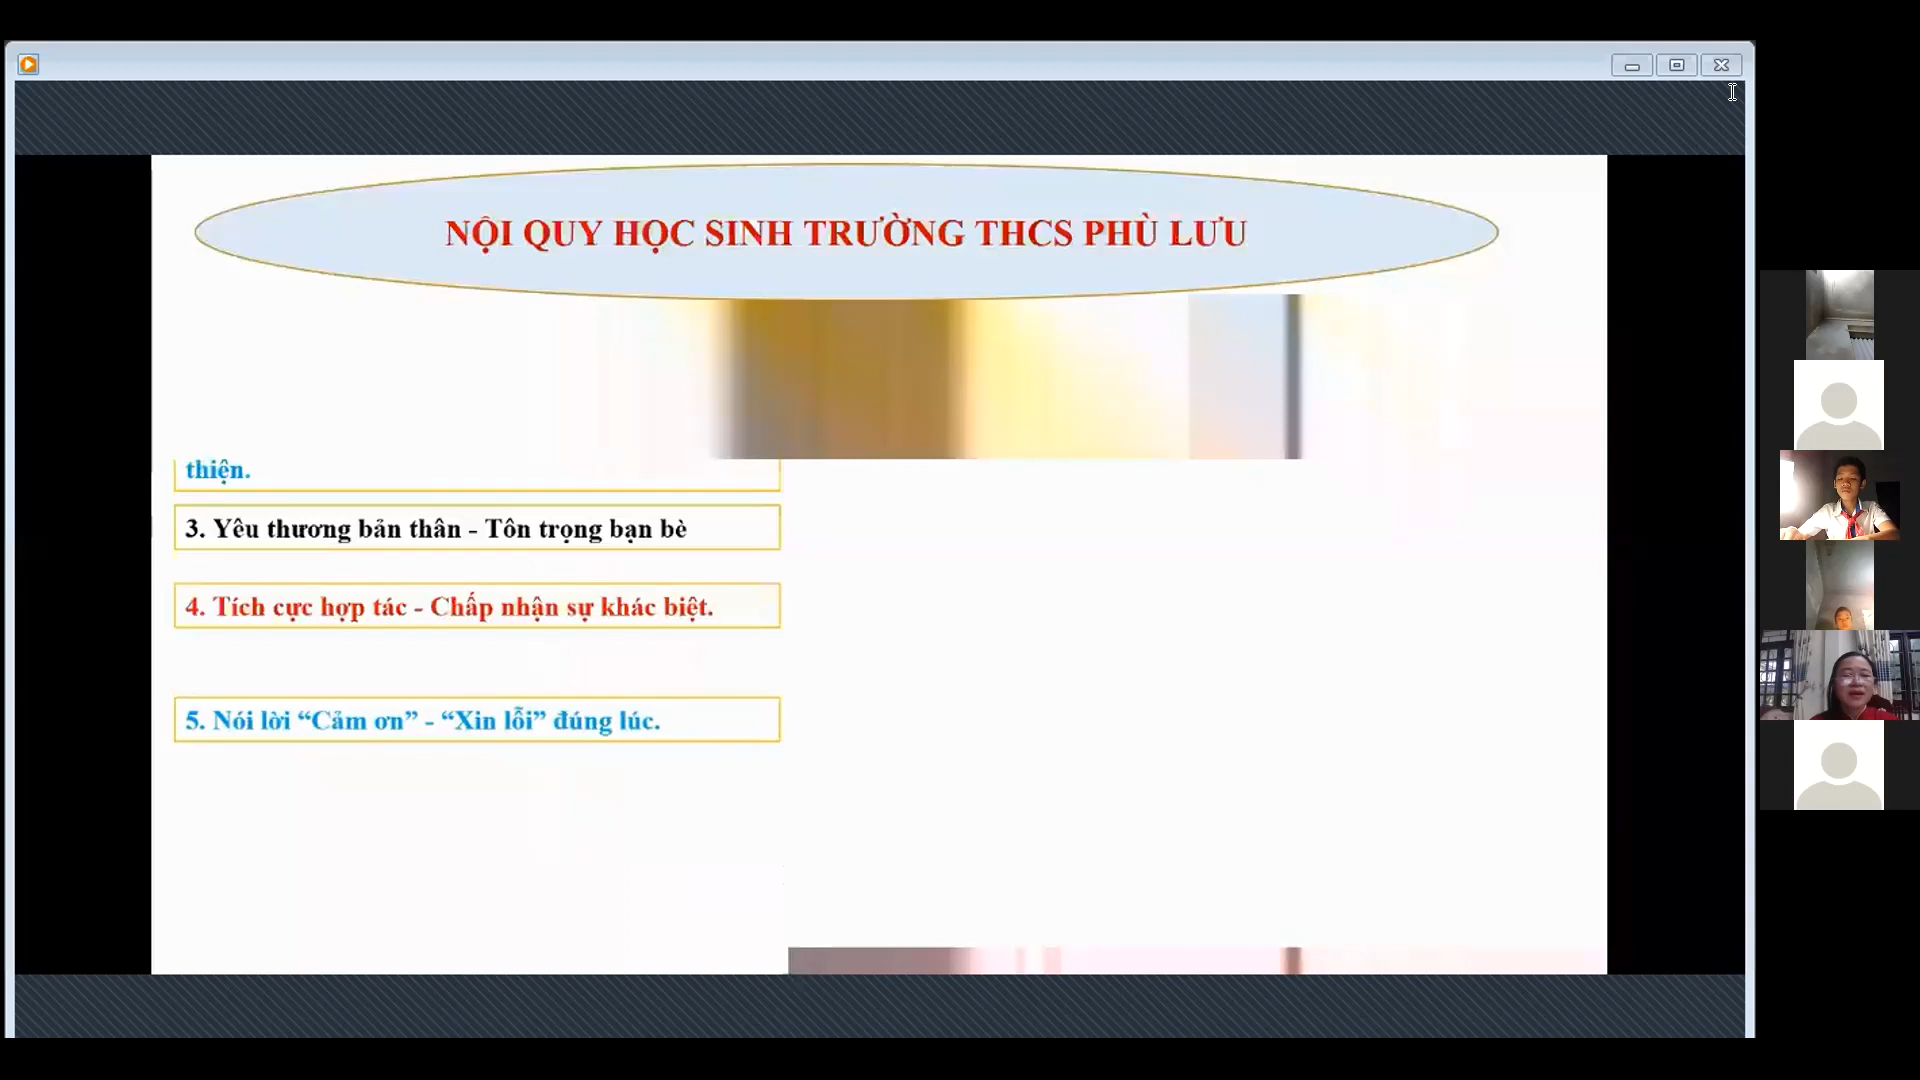 NỘI QUY HỌC SINH TRƯỜNG THCS PHÙ LƯU
thiện.
3. Yêu thương bản thân - Tôn trọng bạn bè
4. Tích cực hợp tác - Chấp nhận sự khác biệt.
5. Nói lời “Cảm ơn” - “Xin lỗi” đúng lúc.